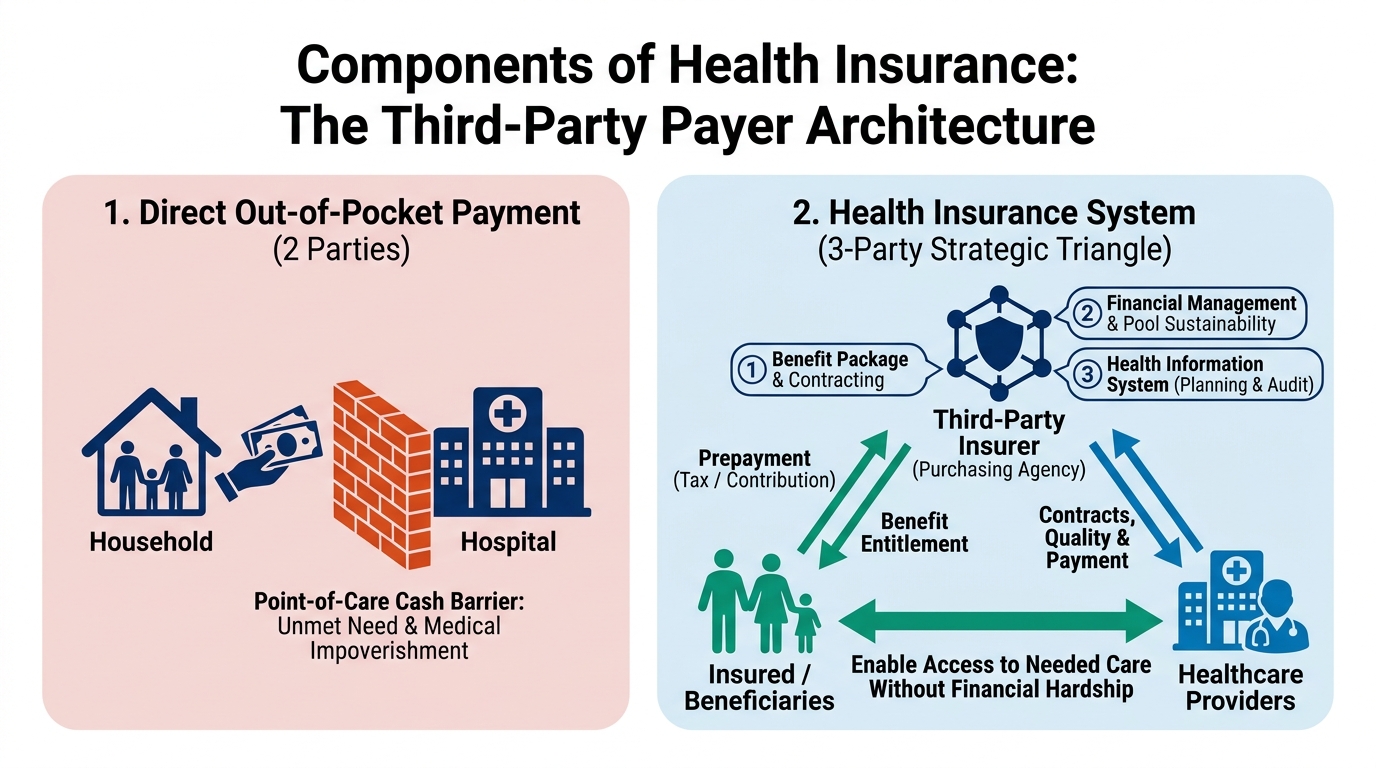 Components of Health Insurance:
The Third-Party Payer Architecture
1. Direct Out-of-Pocket Payment
(2 Parties)
Household
Hospital
Point-of-Care Cash Barrier:
Unmet Need & Medical
Impoverishment
2. Health Insurance System
(3-Party Strategic Triangle)
1
Benefit Package
& Contracting
2
Financial Management
& Pool Sustainability
3
Health Information
System (Planning & Audit)
Third-Party
Insurer
(Purchasing Agency)
Prepayment
(Tax / Contribution)
Benefit
Entitlement
Contracts,
Quality &
Payment
Insured /
Beneficiaries
Enable Access to Needed Care
Without Financial Hardship
Healthcare
Providers